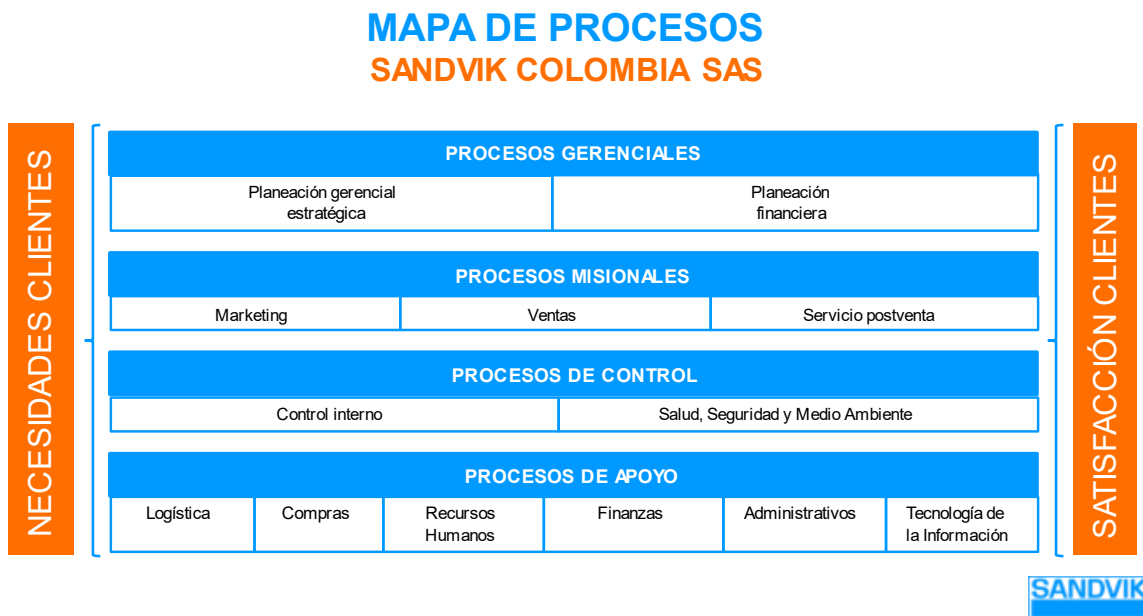 MAPA DE PROCESOS
SANDVIK COLOMBIA SAS
NECESIDADES CLIENTES
PROCESOS GERENCIALES
Planeación gerencial
estratégica
Planeación
financiera
PROCESOS MISIONALES
Marketing
Ventas
Servicio postventa
PROCESOS DE CONTROL
Control interno
Salud, Seguridad y Medio Ambiente
PROCESOS DE APOYO
Logística
Compras
Recursos
Humanos
Finanzas
Administrativos
Tecnología de
la Información
SATISFACCIÓN CLIENTES
SANDVIK